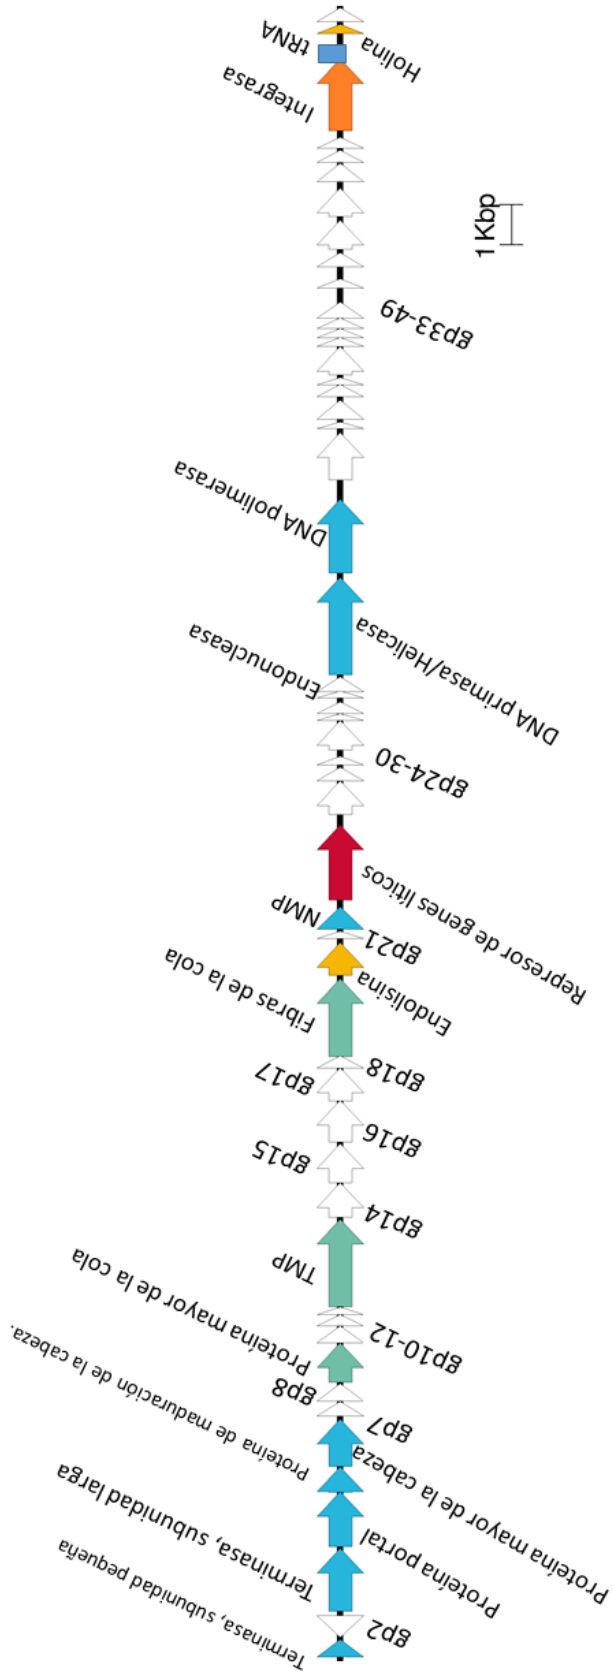 Terminasa, subunidad pequeña
gp2
Terminasa, subunidad larga
Proteína portal
Proteína de maduración de la cabeza.
Proteína mayor de la cabeza
gp7
gp8
Proteína mayor de la cola
gp10-12
TMP
gp14
gp15
gp16
gp17
gp18
Fibras de la cola
Endolisina
gp21
NMP
Represor de genes líticos
gp24-30
Endonucleasa
DNA primasa/Helicasa
DNA polimerasa
gp33-49
Integrasa
tRNA
Holina
1 Kbp